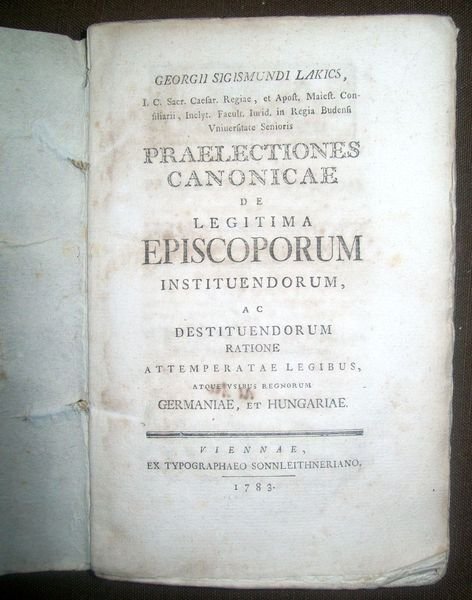 GEORGII SIGISMUNDI LAKICS,
I. C. Sacr. Caesar. Regiae, et Apoſt. Maieſt. Con-
ſiliarii, Inclyt. Facult. Iurid. in Regia Budenſi
Vniuerſitate Senioris
PRAELECTIONES
CANONICAE
DE
LEGITIMA
EPISCOPORUM
INSTITUENDORUM,
AC
DESTITUENDORUM
RATIONE
ATTEMPERATAE LEGIBUS,
ATQUE VSIBUS REGNORUM
GERMANIAE, ET HUNGARIAE.
VIENNAE,
EX TYPOGRAPHAEO SONNLEITHNERIANO.
1783.